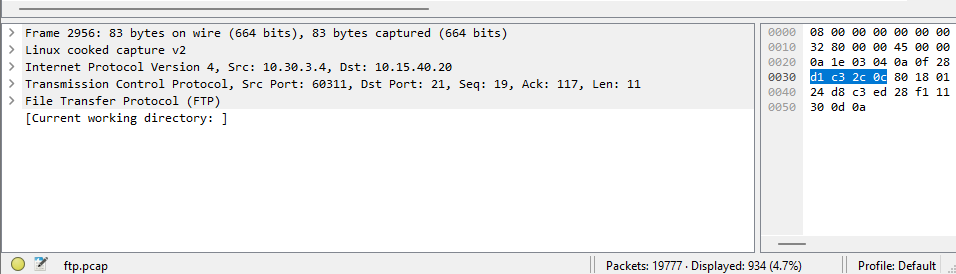 Frame 2956: 83 bytes on wire (664 bits), 83 bytes captured (664 bits)
Linux cooked capture v2
Internet Protocol Version 4, Src: 10.30.3.4, Dst: 10.15.40.20
Transmission Control Protocol, Src Port: 60311, Dst Port: 21, Seq: 19, Ack: 117, Len: 11
File Transfer Protocol (FTP)
[Current working directory: ]
0000 08 00 00 00 00 00 00
0010 32 80 00 00 45 00 00
0020 0a 1e 03 04 0a 0f 28
0030 d1 c3 2c 0c 80 18 01
0040 24 d8 c3 ed 28 f1 11
0050 30 0d 0a
ftp.pcap
Packets: 19777 · Displayed: 934 (4.7%)
Profile: Default